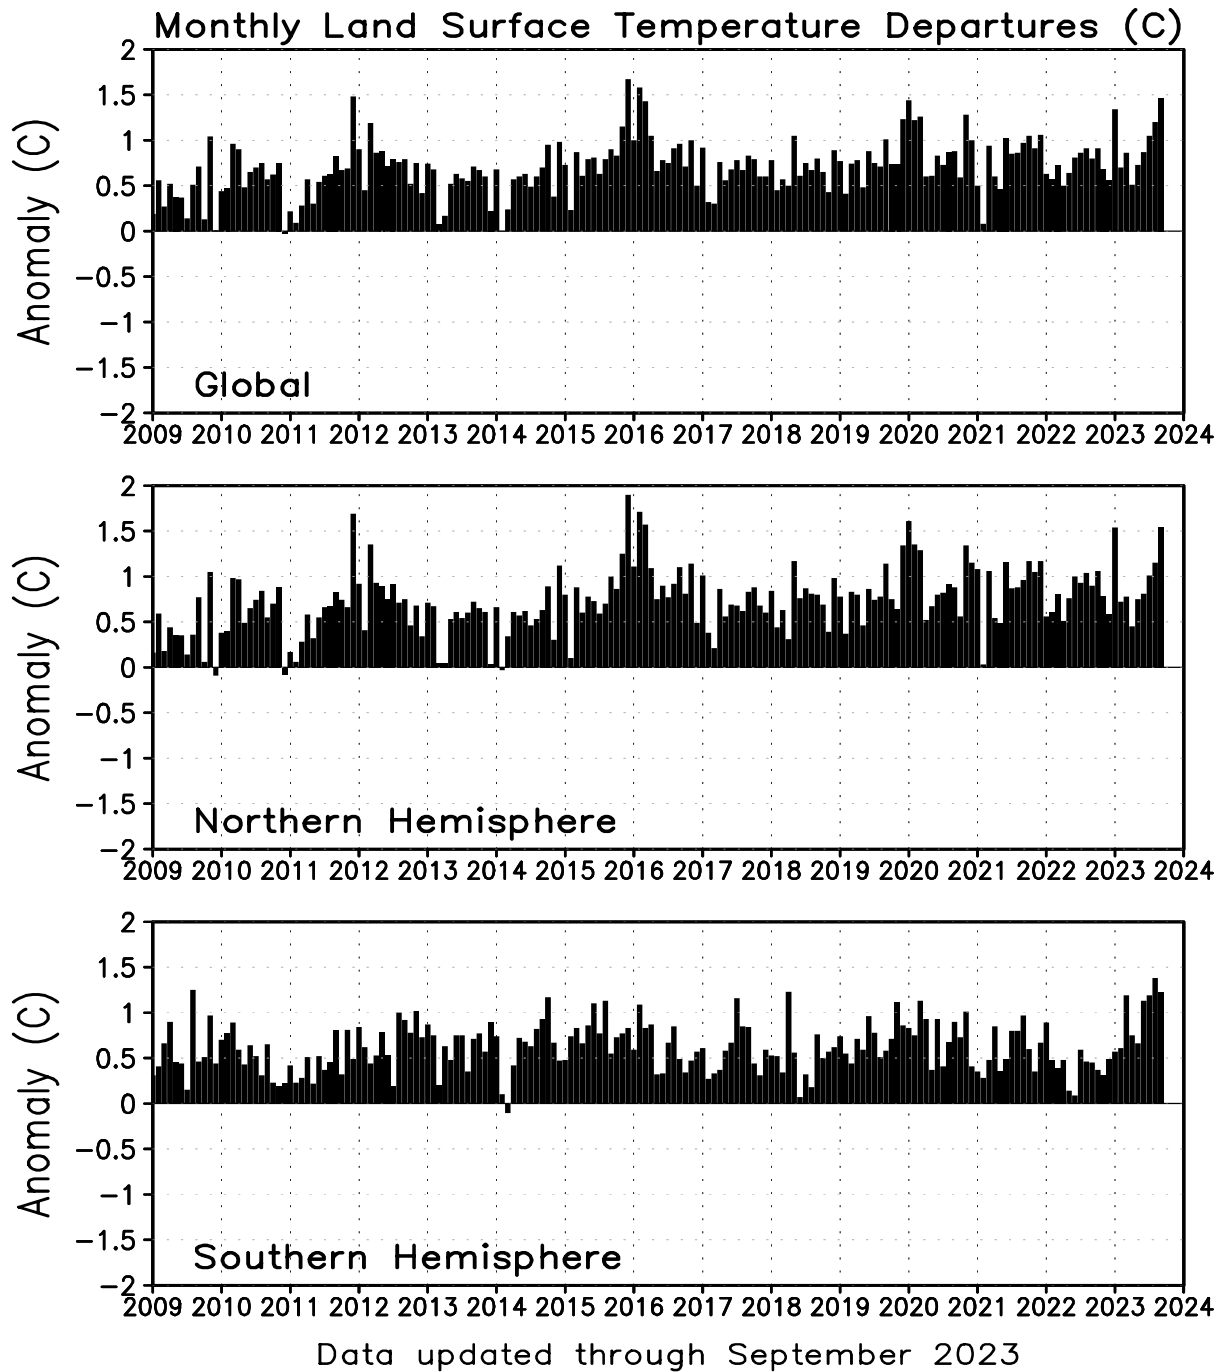 Monthly Land Surface Temperature Departures (C)
2
1.5
1
0.5
0
−0.5
−1
−1.5
−2
Anomaly (C)
Global
2009 2010 2011 2012 2013 2014 2015 2016 2017 2018 2019 2020 2021 2022 2023 2024
2
1.5
1
0.5
0
−0.5
−1
−1.5
−2
Anomaly (C)
Northern Hemisphere
2009 2010 2011 2012 2013 2014 2015 2016 2017 2018 2019 2020 2021 2022 2023 2024
2
1.5
1
0.5
0
−0.5
−1
−1.5
−2
Anomaly (C)
Southern Hemisphere
2009 2010 2011 2012 2013 2014 2015 2016 2017 2018 2019 2020 2021 2022 2023 2024
Data updated through September 2023